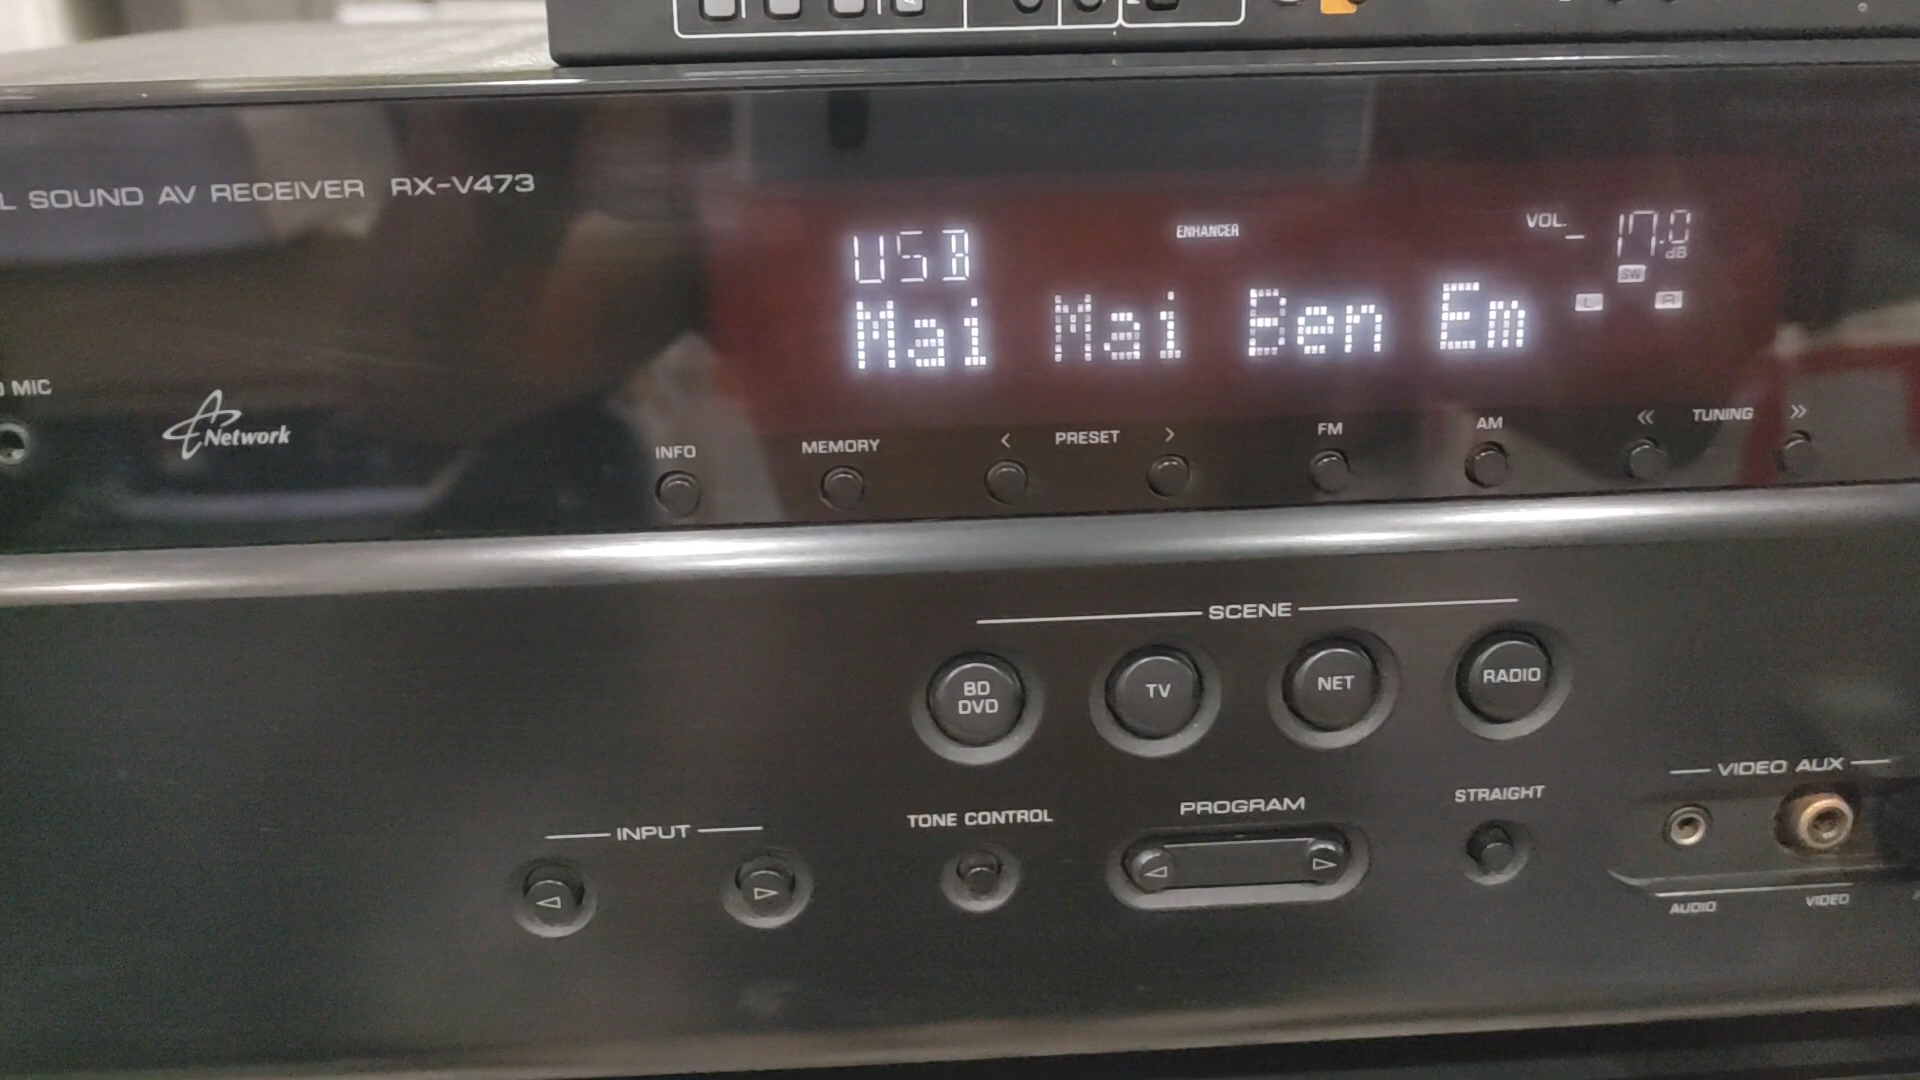 L SOUND AV RECEIVER RX-V473
USB
ENHANCER
VOL. -17.0 dB
SW
L R
Mai Mai Ben Em
MIC
Network
INFO
MEMORY
< PRESET >
FM
AM
<< TUNING >>
SCENE
BD
DVD
TV
NET
RADIO
INPUT
TONE CONTROL
PROGRAM
STRAIGHT
VIDEO AUX
AUDIO
VIDEO